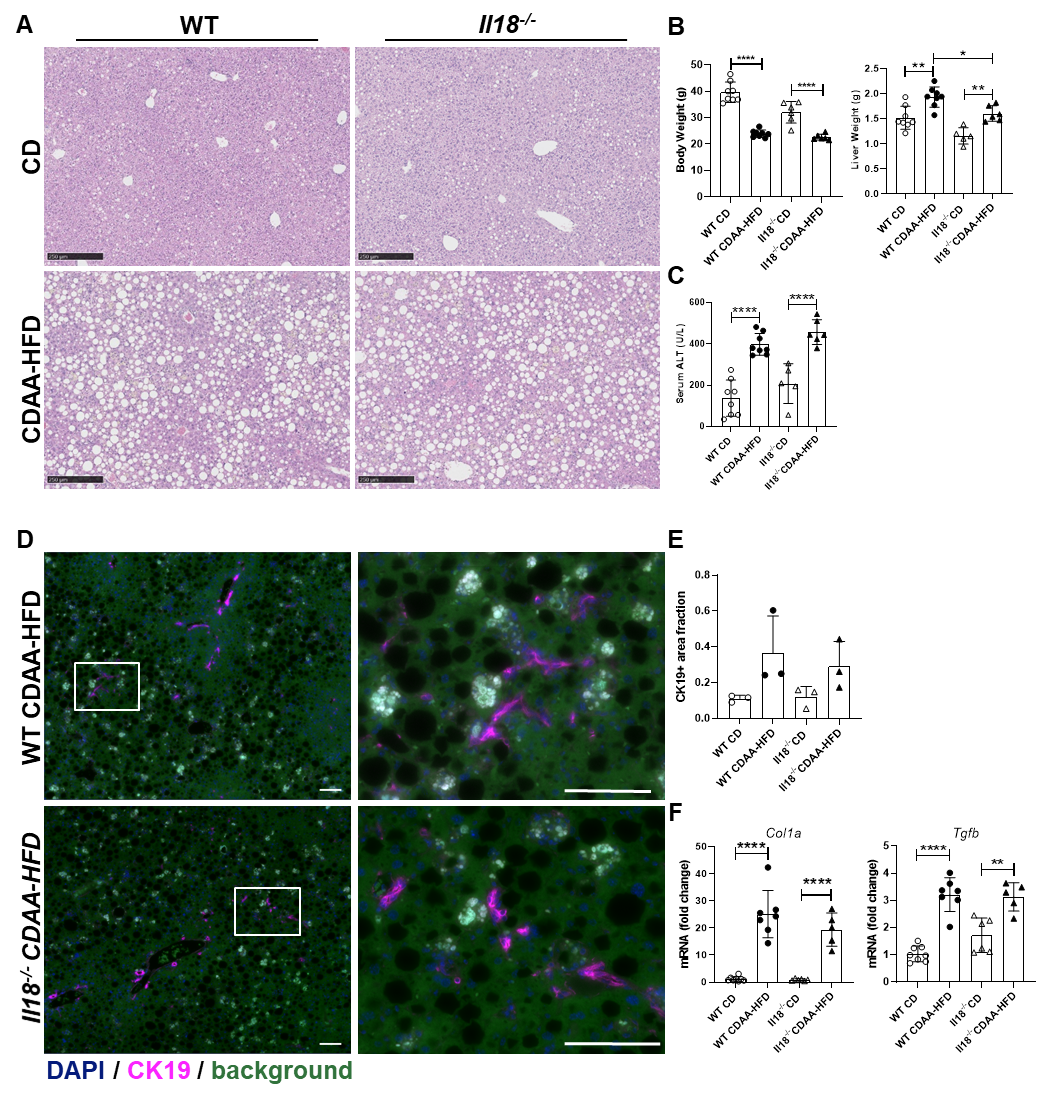 A
WT
Il18-/-
CD
250 µm
250 µm
CDAA-HFD
250 µm
250 µm
B
Body Weight (g)
50
40
30
20
10
0
****
****
WT CD
WT CDAA-HFD
Il18-/- CD
Il18-/- CDAA-HFD
Liver Weight (g)
2.5
2.0
1.5
1.0
0.5
0.0
**
*
**
WT CD
WT CDAA-HFD
Il18-/- CD
Il18-/- CDAA-HFD
C
Serum ALT (U/L)
600
400
200
0
****
****
WT CD
WT CDAA-HFD
Il18-/- CD
Il18-/- CDAA-HFD
D
WT CDAA-HFD
Il18-/- CDAA-HFD
DAPI / CK19 / background
E
CK19+ area fraction
0.8
0.6
0.4
0.2
0.0
WT CD
WT CDAA-HFD
Il18-/- CD
Il18-/- CDAA-HFD
F
Col1a
mRNA (fold change)
50
40
30
20
10
0
****
****
WT CD
WT CDAA-HFD
Il18-/- CD
Il18-/- CDAA-HFD
Tgfb
mRNA (fold change)
5
4
3
2
1
0
****
**
WT CD
WT CDAA-HFD
Il18-/- CD
Il18-/- CDAA-HFD